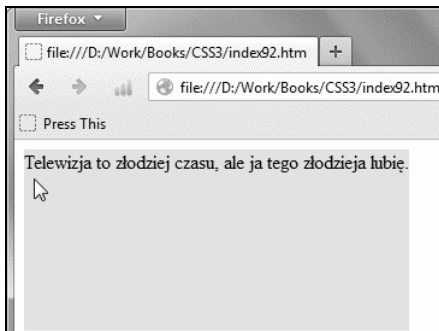 Firefox
file:///D:/Work/Books/CSS3/index92.htm
file:///D:/Work/Books/CSS3/index92.htm
Press This
Telewizja to złodziej czasu, ale ja tego złodzieja lubię.